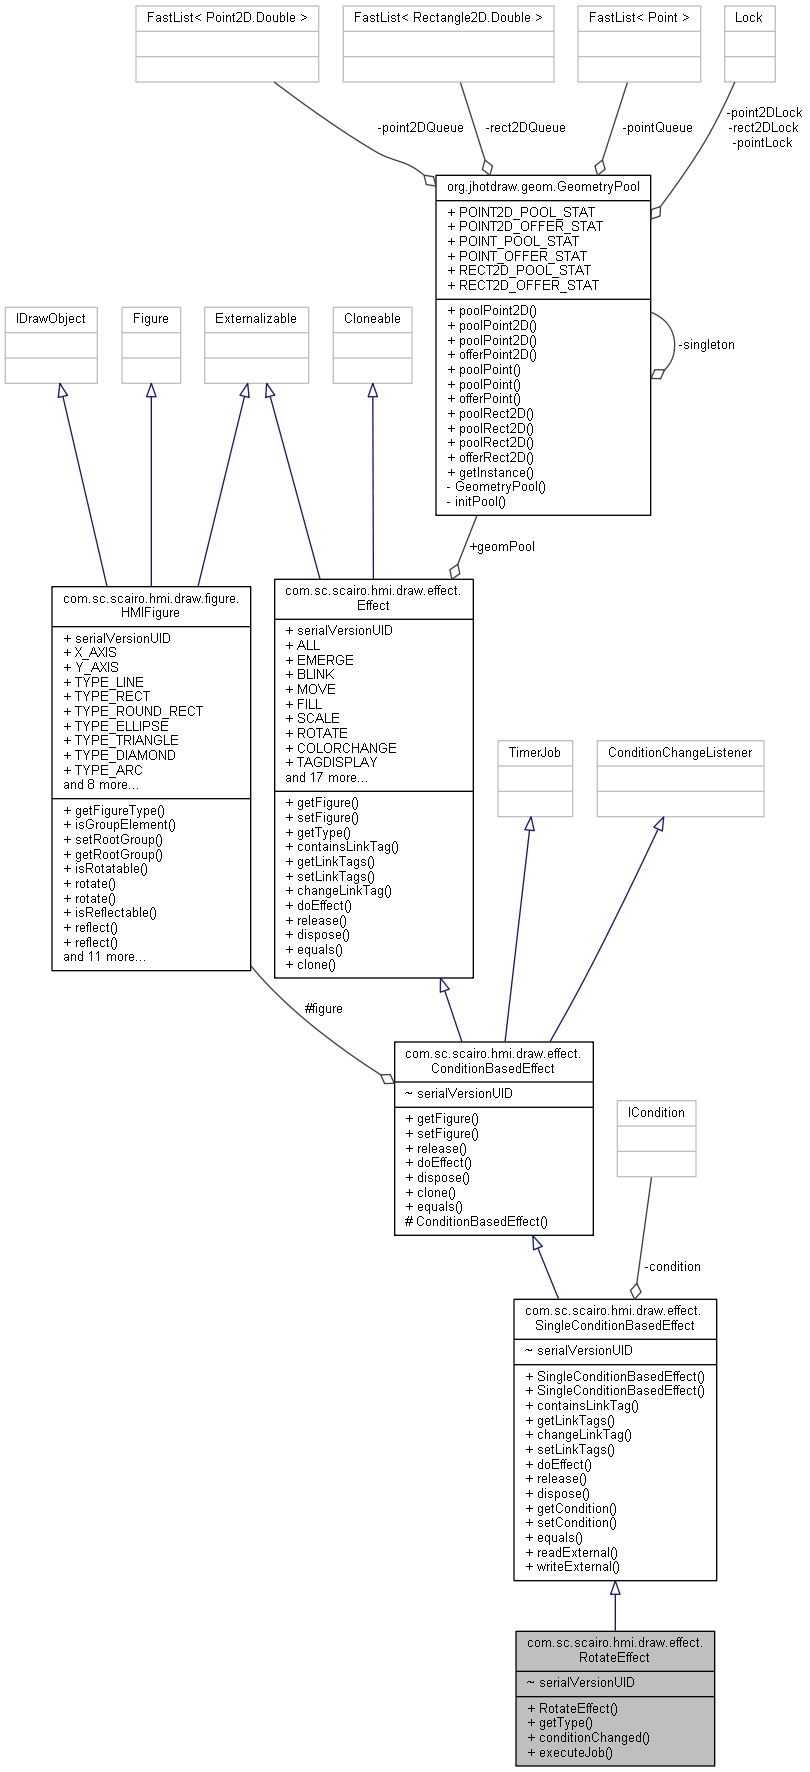 FastList< Point2D.Double >
FastList< Rectangle2D.Double >
FastList< Point >
Lock
-point2DQueue
-rect2DQueue
-pointQueue
-point2DLock
-rect2DLock
-pointLock
org.jhotdraw.geom.GeometryPool
+ POINT2D_POOL_STAT
+ POINT2D_OFFER_STAT
+ POINT_POOL_STAT
+ POINT_OFFER_STAT
+ RECT2D_POOL_STAT
+ RECT2D_OFFER_STAT
+ poolPoint2D()
+ poolPoint2D()
+ poolPoint2D()
+ offerPoint2D()
+ poolPoint()
+ poolPoint()
+ offerPoint()
+ poolRect2D()
+ poolRect2D()
+ poolRect2D()
+ offerRect2D()
+ getInstance()
- GeometryPool()
- initPool()
-singleton
IDrawObject
Figure
Externalizable
Cloneable
+geomPool
com.sc.scairo.hmi.draw.figure.
HMIFigure
+ serialVersionUID
+ X_AXIS
+ Y_AXIS
+ TYPE_LINE
+ TYPE_RECT
+ TYPE_ROUND_RECT
+ TYPE_ELLIPSE
+ TYPE_TRIANGLE
+ TYPE_DIAMOND
+ TYPE_ARC
and 8 more...
+ getFigureType()
+ isGroupElement()
+ setRootGroup()
+ getRootGroup()
+ isRotatable()
+ rotate()
+ rotate()
+ isReflectable()
+ reflect()
+ reflect()
and 11 more...
com.sc.scairo.hmi.draw.effect.
Effect
+ serialVersionUID
+ ALL
+ EMERGE
+ BLINK
+ MOVE
+ FILL
+ SCALE
+ ROTATE
+ COLORCHANGE
+ TAGDISPLAY
and 17 more...
+ getFigure()
+ setFigure()
+ getType()
+ containsLinkTag()
+ getLinkTags()
+ setLinkTags()
+ changeLinkTag()
+ doEffect()
+ release()
+ dispose()
+ equals()
+ clone()
TimerJob
ConditionChangeListener
#figure
com.sc.scairo.hmi.draw.effect.
ConditionBasedEffect
~ serialVersionUID
+ getFigure()
+ setFigure()
+ release()
+ doEffect()
+ dispose()
+ clone()
+ equals()
# ConditionBasedEffect()
ICondition
-condition
com.sc.scairo.hmi.draw.effect.
SingleConditionBasedEffect
~ serialVersionUID
+ SingleConditionBasedEffect()
+ SingleConditionBasedEffect()
+ containsLinkTag()
+ getLinkTags()
+ changeLinkTag()
+ setLinkTags()
+ doEffect()
+ release()
+ dispose()
+ getCondition()
+ setCondition()
+ equals()
+ readExternal()
+ writeExternal()
com.sc.scairo.hmi.draw.effect.
RotateEffect
~ serialVersionUID
+ RotateEffect()
+ getType()
+ conditionChanged()
+ executeJob()